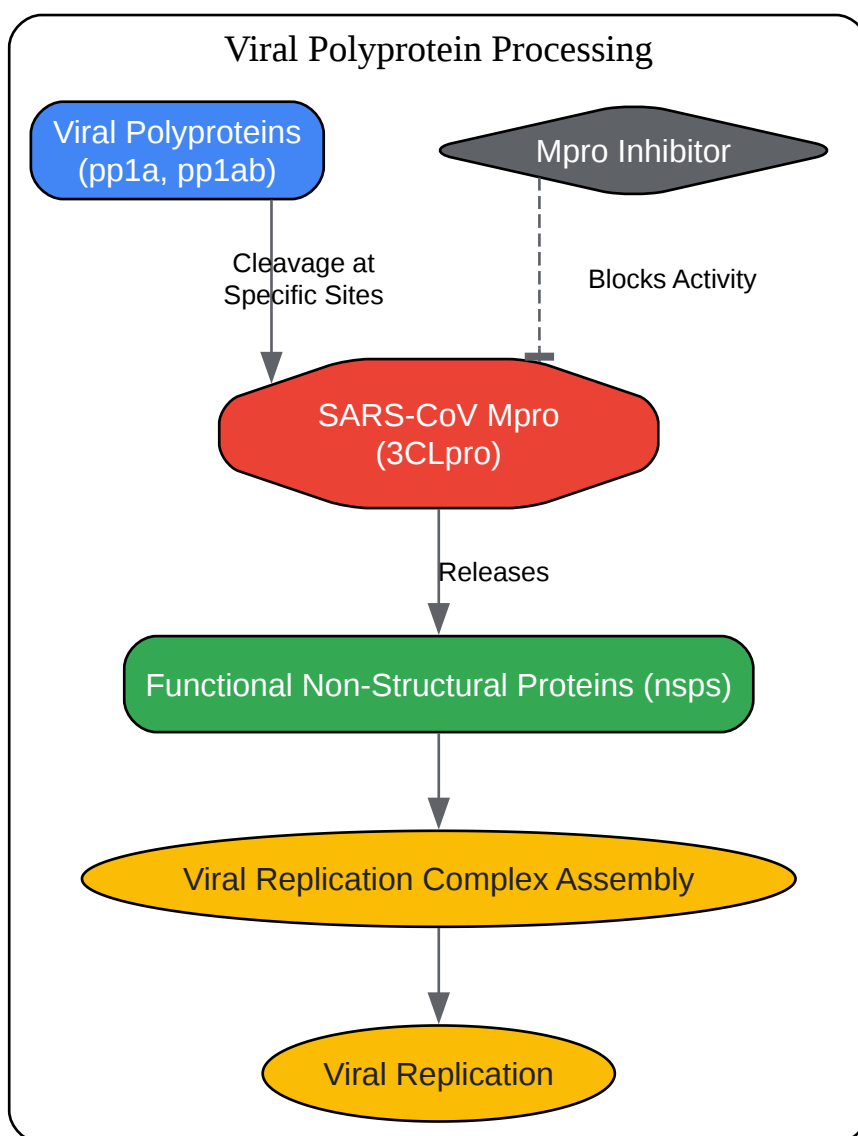 Viral Polyprotein Processing
Viral Polyproteins
(pp1a, pp1ab)
Mpro Inhibitor
Cleavage at
Specific Sites
Blocks Activity
SARS-CoV Mpro
(3CLpro)
Releases
Functional Non-Structural Proteins (nsps)
Viral Replication Complex Assembly
Viral Replication